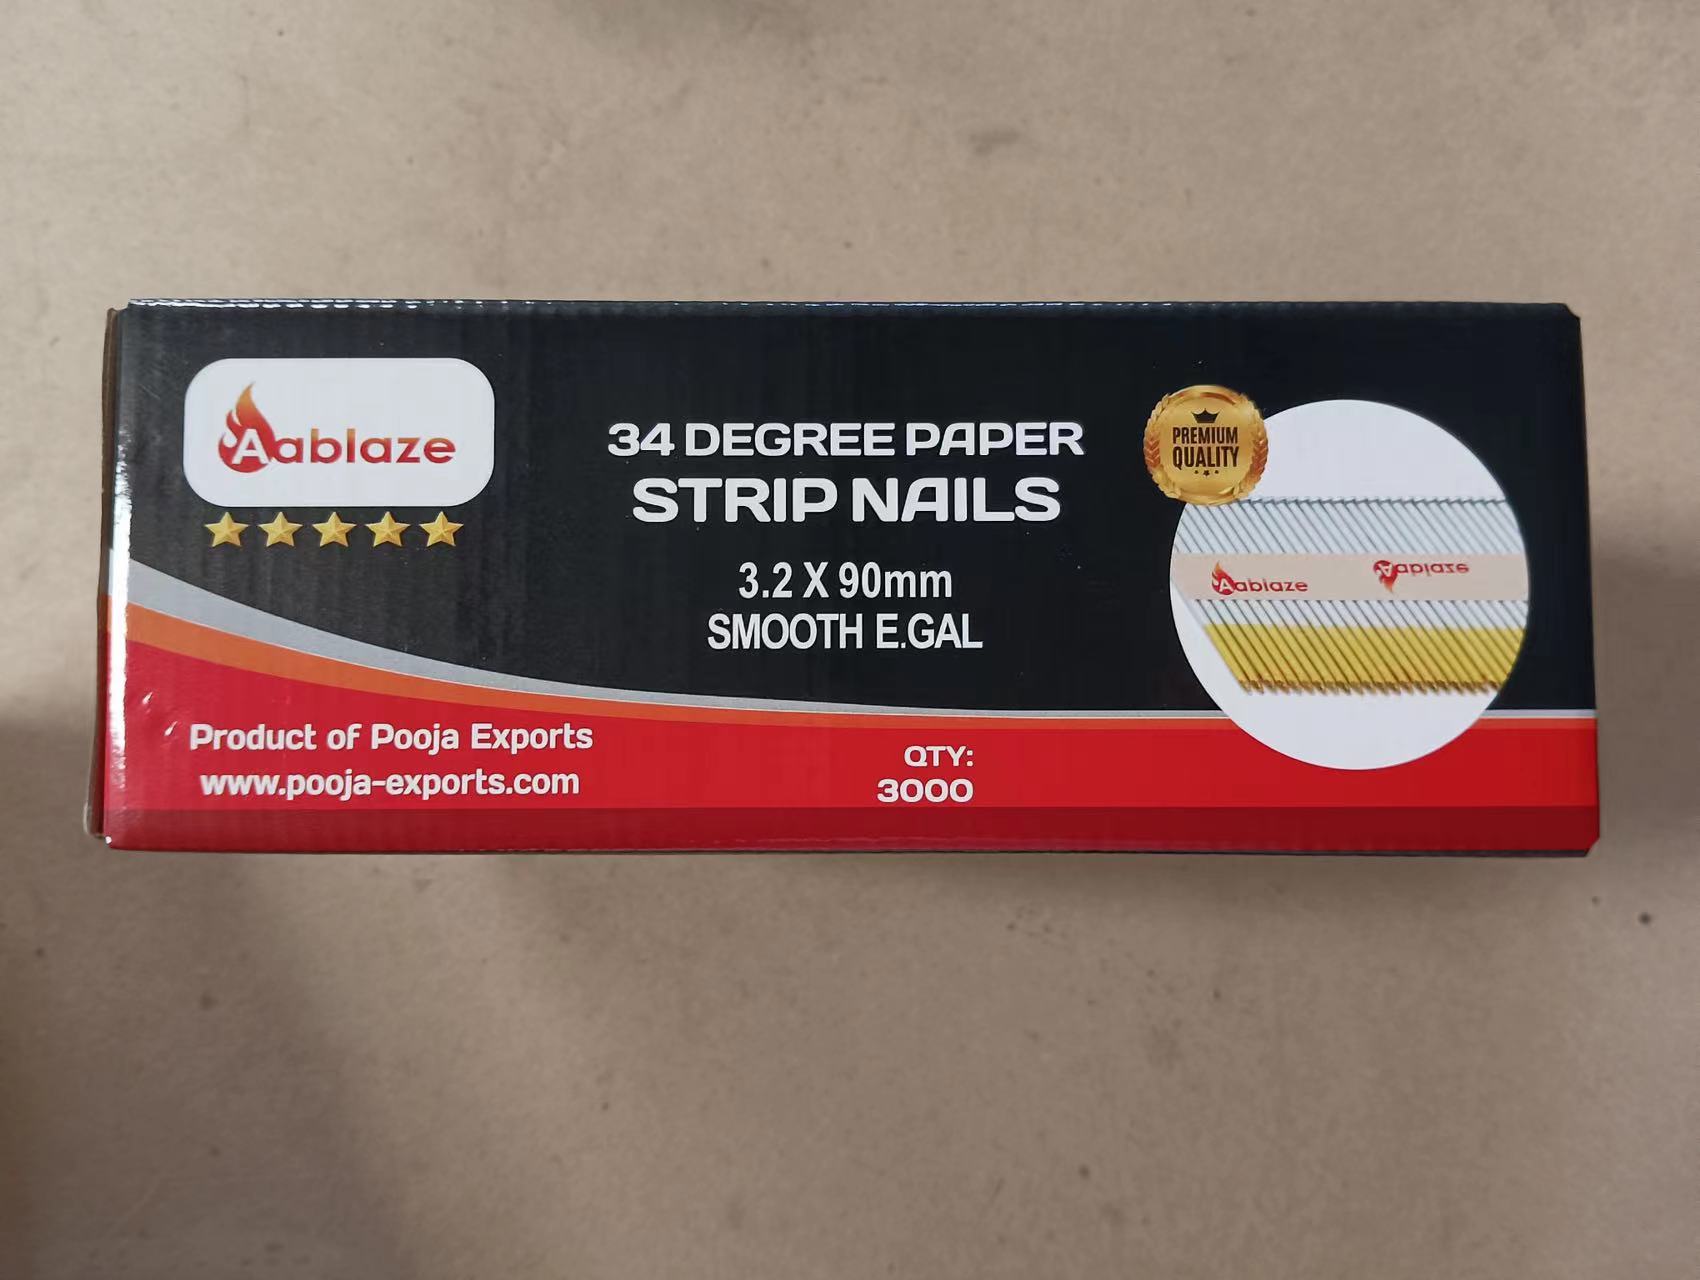 Aablaze
34 DEGREE PAPER
STRIP NAILS
3.2 X 90mm
SMOOTH E.GAL
PREMIUM
QUALITY
Aablaze
Aablaze
Product of Pooja Exports
www.pooja-exports.com
QTY:
3000